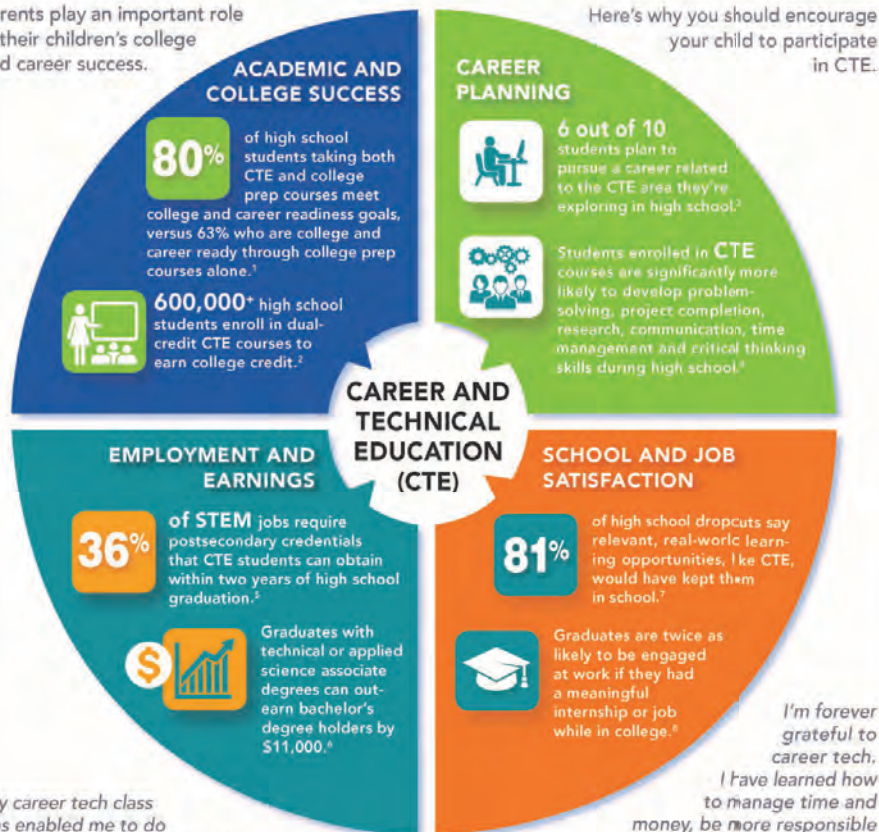 rents play an important role
their children's college
d career success.
Here's why you should encourage
your child to participate
in CTE.
ACADEMIC AND
COLLEGE SUCCESS
80%
of high school
students taking both
CTE and college
prep courses meet
college and career readiness goals,
versus 63% who are college and
career ready through college prep
courses alone.¹
600,000+ high school
students enroll in dual-
credit CTE courses to
earn college credit.²
CAREER
PLANNING
6 out of 10
students plan to
pursue a career related
to the CTE area they're
exploring in high school.³
Students enrolled in CTE
courses are significantly more
likely to develop problem-
solving, project completion,
research, communication, time
management and critical thinking
skills during high school.⁴
CAREER AND
TECHNICAL
EDUCATION
(CTE)
EMPLOYMENT AND
EARNINGS
36%
of STEM jobs require
postsecondary credentials
that CTE students can obtain
within two years of high school
graduation.⁵
$
Graduates with
technical or applied
science associate
degrees can out-
earn bachelor's
degree holders by
$11,000.⁶
SCHOOL AND JOB
SATISFACTION
81%
of high school dropouts say
relevant, real-world learn-
ing opportunities, like CTE,
would have kept them
in school.⁷
Graduates are twice as
likely to be engaged
at work if they had
a meaningful
internship or job
while in college.⁸
y career tech class
s enabled me to do
I'm forever
grateful to
career tech.
I have learned how
to manage time and
money, be more responsible